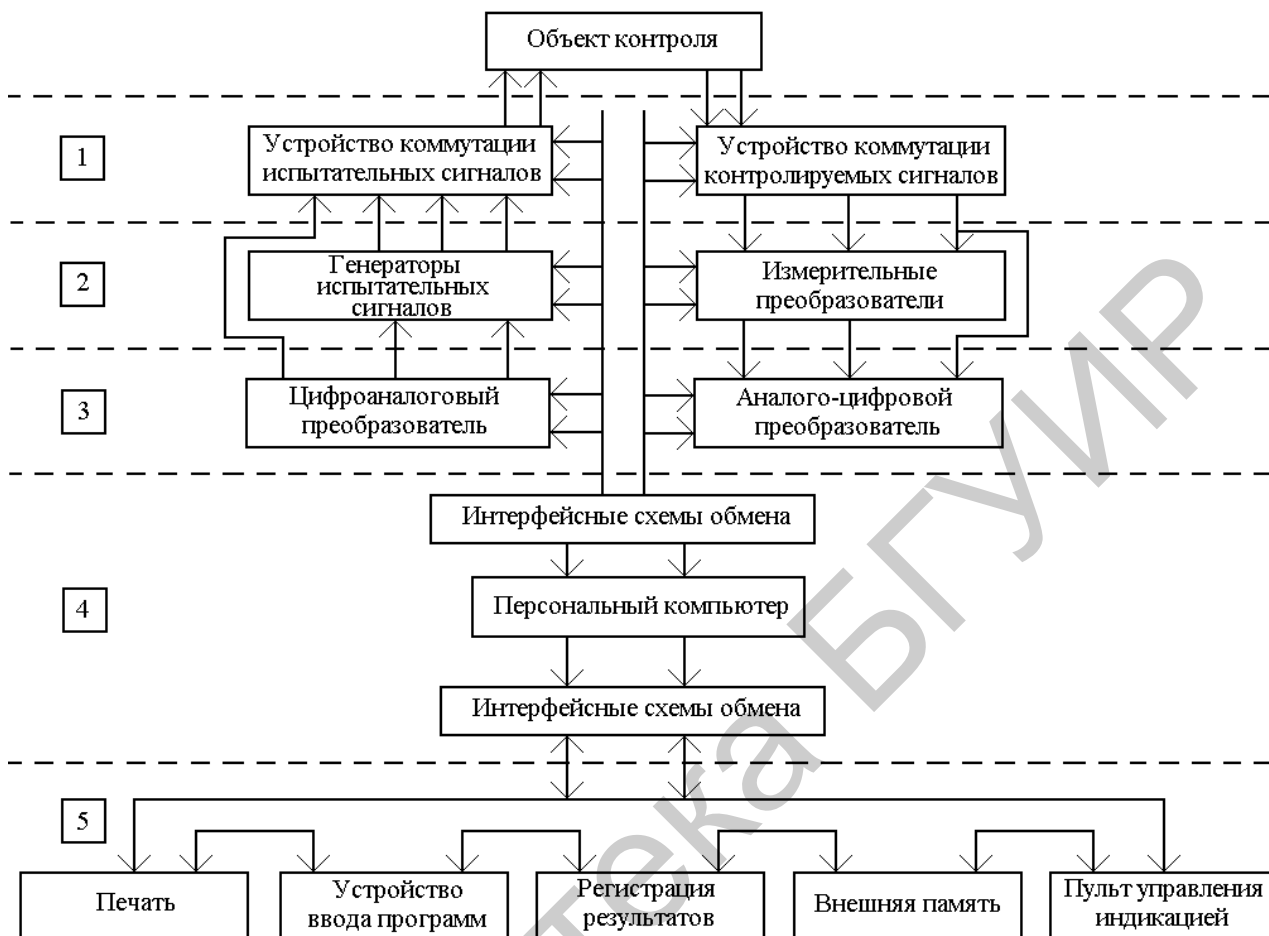 Объект контроля
1
Устройство коммутации
испытательных сигналов
Устройство коммутации
контролируемых сигналов
2
Генераторы
испытательных
сигналов
Измерительные
преобразователи
3
Цифроаналоговый
преобразователь
Аналого-цифровой
преобразователь
4
Интерфейсные схемы обмена
Персональный компьютер
Интерфейсные схемы обмена
5
Печать
Устройство
ввода программ
Регистрация
результатов
Внешняя память
Пульт управления
индикацией
тека БГУИР